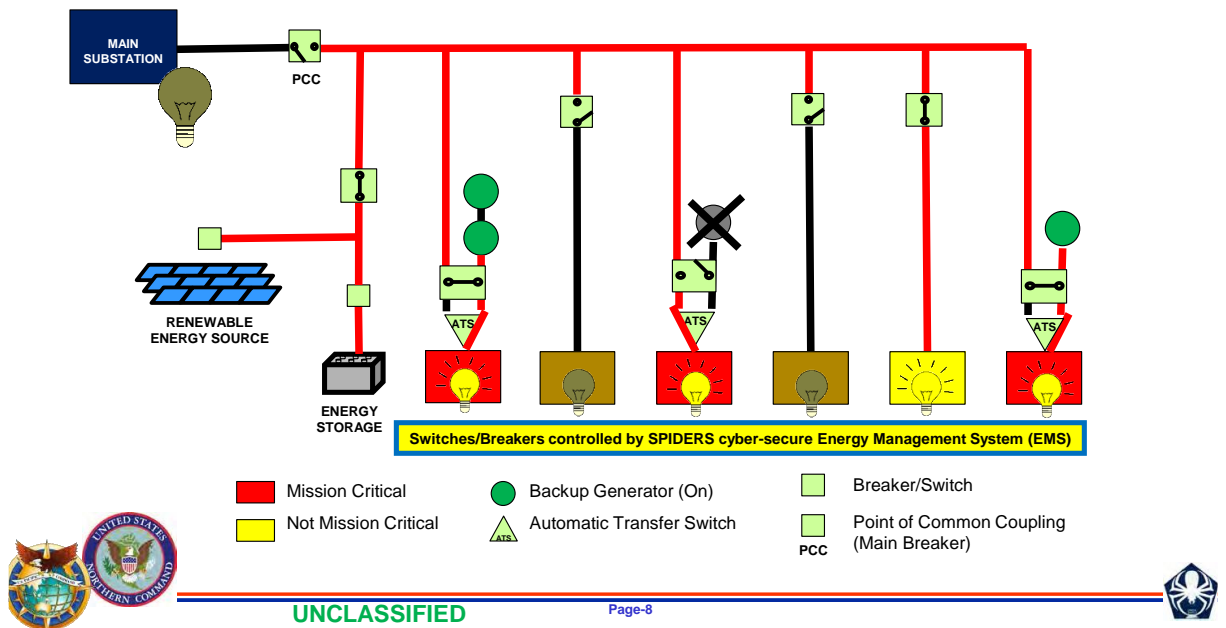 MAIN
SUBSTATION
PCC
RENEWABLE
ENERGY SOURCE
ENERGY
STORAGE
ATS
ATS
ATS
Switches/Breakers controlled by SPIDERS cyber-secure Energy Management System (EMS)
Mission Critical
Not Mission Critical
Backup Generator (On)
ATS
Automatic Transfer Switch
Breaker/Switch
PCC
Point of Common Coupling
(Main Breaker)
UNITED STATES
NORTHERN COMMAND
UNCLASSIFIED
Page-8